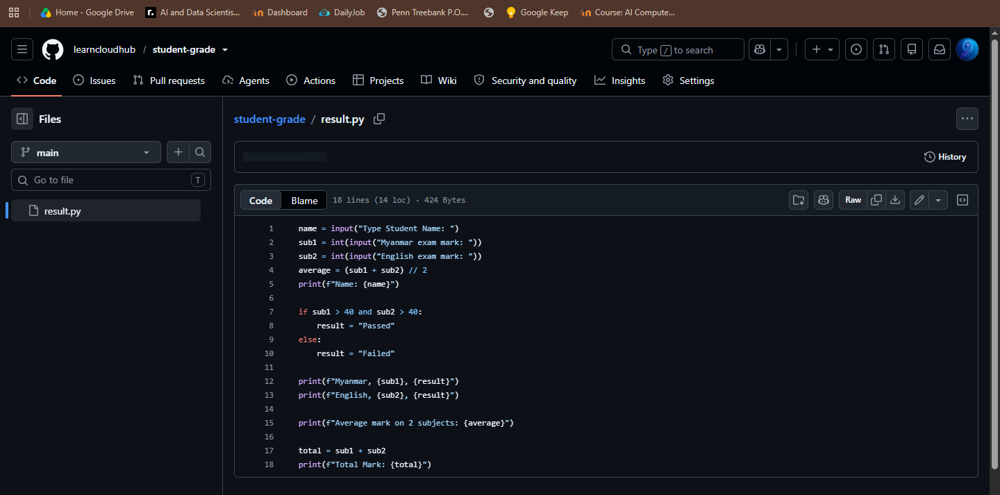 Home - Google Drive AI and Data Scientis... Dashboard DailyJob Penn Treebank P.O.... Google Keep Course: AI Compute...
learncloudhub / student-grade Type / to search
Code Issues Pull requests Agents Actions Projects Wiki Security and quality Insights Settings
Files
student-grade / result.py
main
History
Go to file T
Code Blame 18 lines (14 loc) · 424 Bytes Raw
result.py
1 name = input("Type Student Name: ")
2 sub1 = int(input("Myanmar exam mark: "))
3 sub2 = int(input("English exam mark: "))
4 average = (sub1 + sub2) // 2
5 print(f"Name: {name}")
6
7 if sub1 > 40 and sub2 > 40:
8     result = "Passed"
9 else:
10     result = "Failed"
11
12 print(f"Myanmar, {sub1}, {result}")
13 print(f"English, {sub2}, {result}")
14
15 print(f"Average mark on 2 subjects: {average}")
16
17 total = sub1 + sub2
18 print(f"Total Mark: {total}")